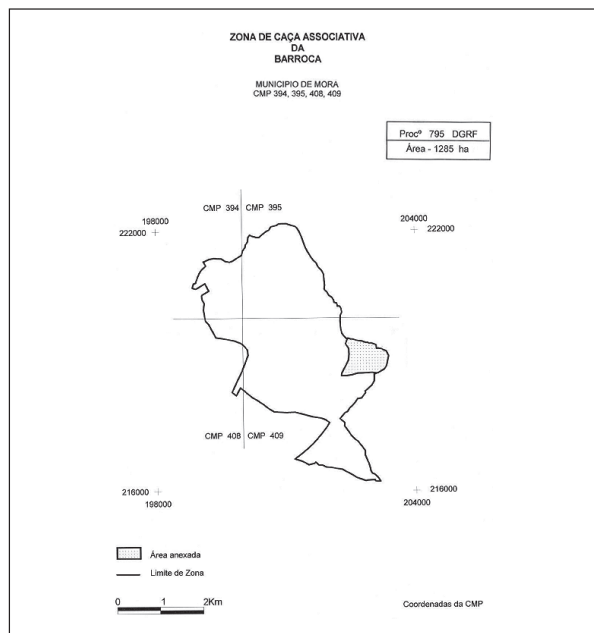 ZONA DE CAÇA ASSOCIATIVA
DA
BARROCA
MUNICIPIO DE MORA
CMP 394, 395, 408, 409
Procº 795 DGRF
Área - 1285 ha
CMP 394 CMP 395
198000
222000
204000
222000
CMP 408 CMP 409
216000
198000
216000
204000
Área anexada
Limite de Zona
0 1 2Km
Coordenadas da CMP